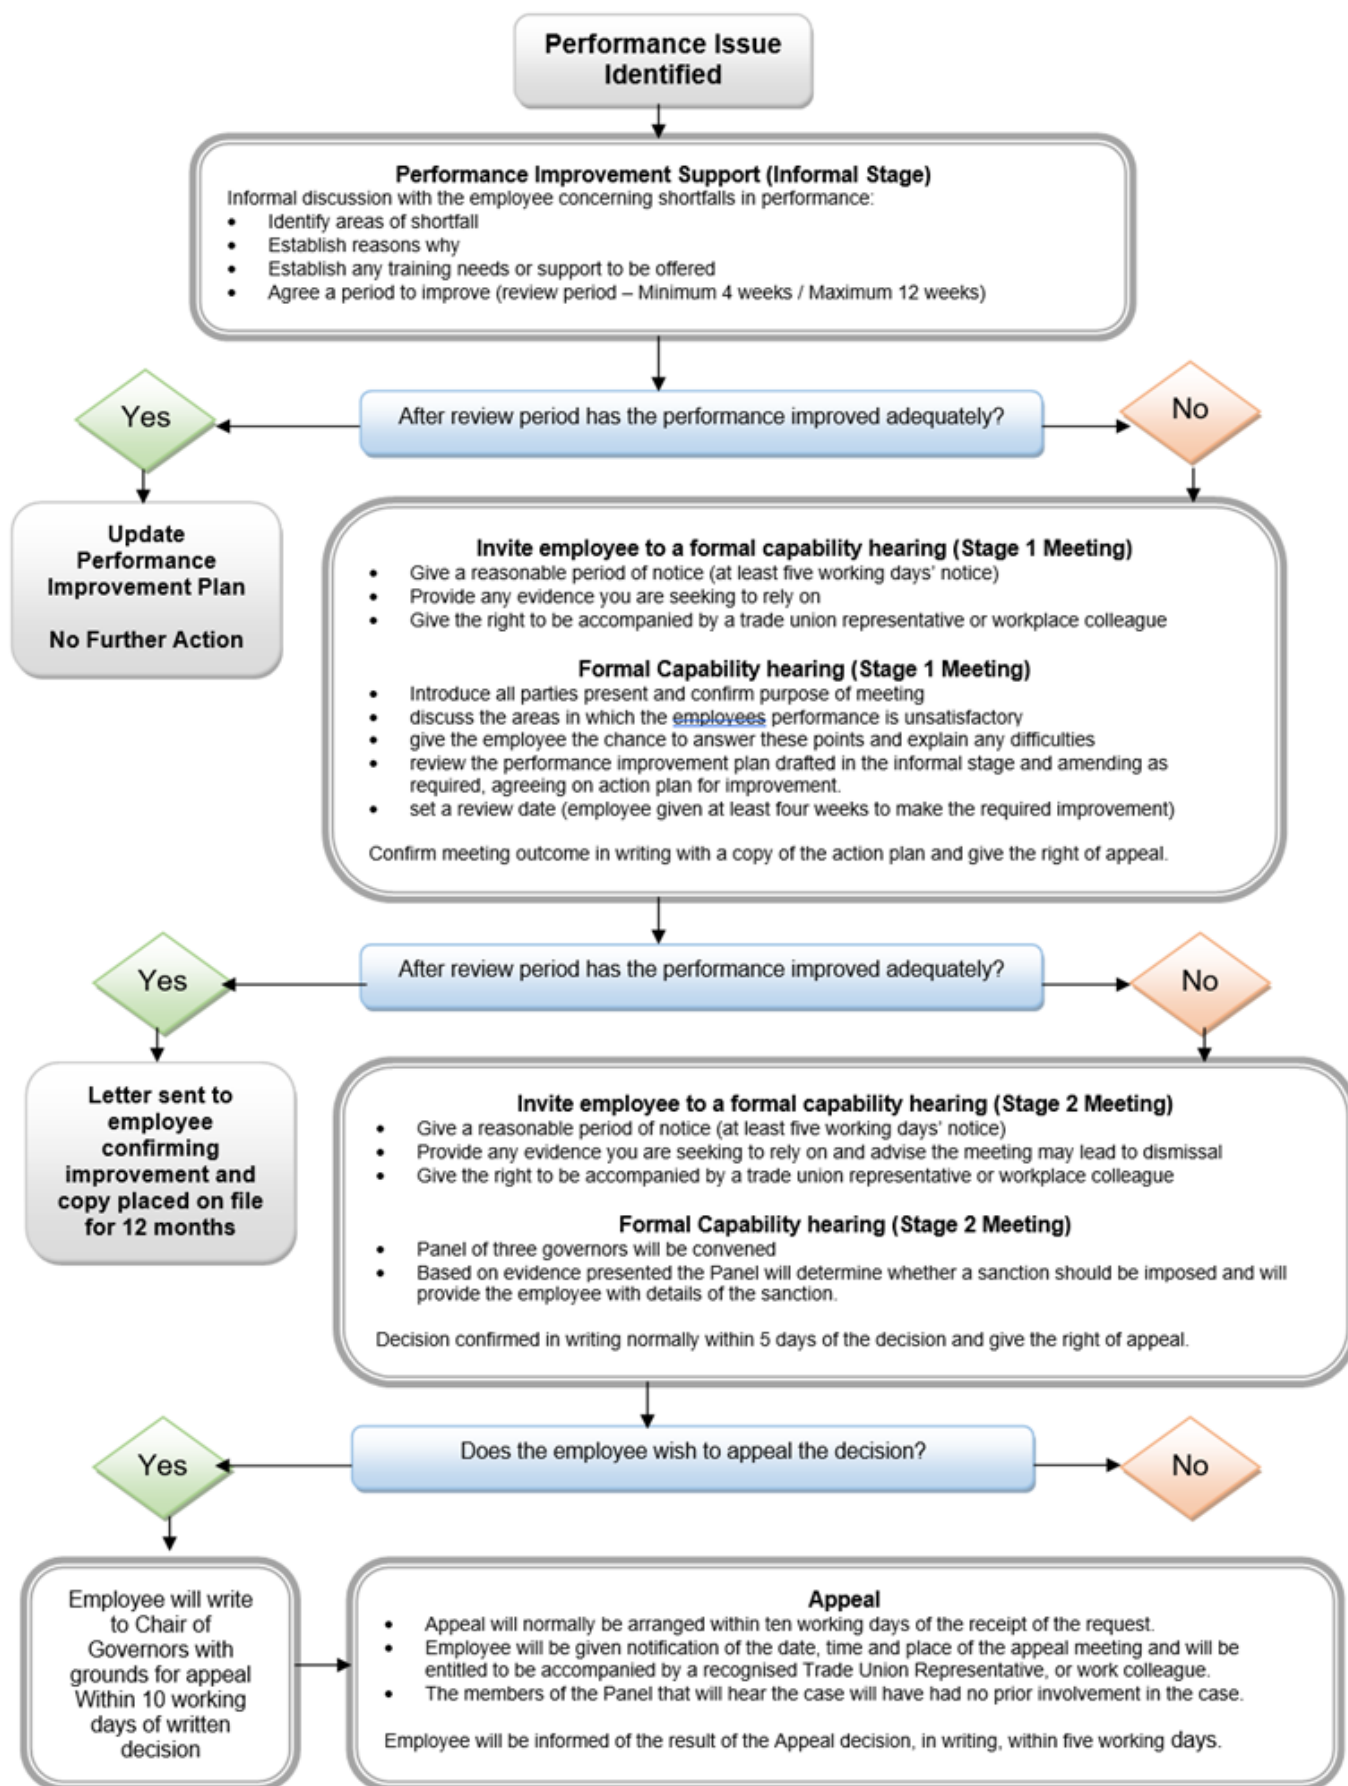 Performance Issue
Identified
Performance Improvement Support (Informal Stage)
Informal discussion with the employee concerning shortfalls in performance:
• Identify areas of shortfall
• Establish reasons why
• Establish any training needs or support to be offered
• Agree a period to improve (review period – Minimum 4 weeks / Maximum 12 weeks)
After review period has the performance improved adequately?
Yes
No
Update
Performance
Improvement Plan
No Further Action
Invite employee to a formal capability hearing (Stage 1 Meeting)
• Give a reasonable period of notice (at least five working days’ notice)
• Provide any evidence you are seeking to rely on
• Give the right to be accompanied by a trade union representative or workplace colleague
Formal Capability hearing (Stage 1 Meeting)
• Introduce all parties present and confirm purpose of meeting
• discuss the areas in which the employees performance is unsatisfactory
• give the employee the chance to answer these points and explain any difficulties
• review the performance improvement plan drafted in the informal stage and amending as
required, agreeing on action plan for improvement.
• set a review date (employee given at least four weeks to make the required improvement)
Confirm meeting outcome in writing with a copy of the action plan and give the right of appeal.
After review period has the performance improved adequately?
Yes
No
Letter sent to
employee
confirming
improvement and
copy placed on file
for 12 months
Invite employee to a formal capability hearing (Stage 2 Meeting)
• Give a reasonable period of notice (at least five working days’ notice)
• Provide any evidence you are seeking to rely on and advise the meeting may lead to dismissal
• Give the right to be accompanied by a trade union representative or workplace colleague
Formal Capability hearing (Stage 2 Meeting)
• Panel of three governors will be convened
• Based on evidence presented the Panel will determine whether a sanction should be imposed and will
provide the employee with details of the sanction.
Decision confirmed in writing normally within 5 days of the decision and give the right of appeal.
Does the employee wish to appeal the decision?
Yes
No
Employee will write
to Chair of
Governors with
grounds for appeal
Within 10 working
days of written
decision
Appeal
• Appeal will normally be arranged within ten working days of the receipt of the request.
• Employee will be given notification of the date, time and place of the appeal meeting and will be
entitled to be accompanied by a recognised Trade Union Representative, or work colleague.
• The members of the Panel that will hear the case will have had no prior involvement in the case.
Employee will be informed of the result of the Appeal decision, in writing, within five working days.